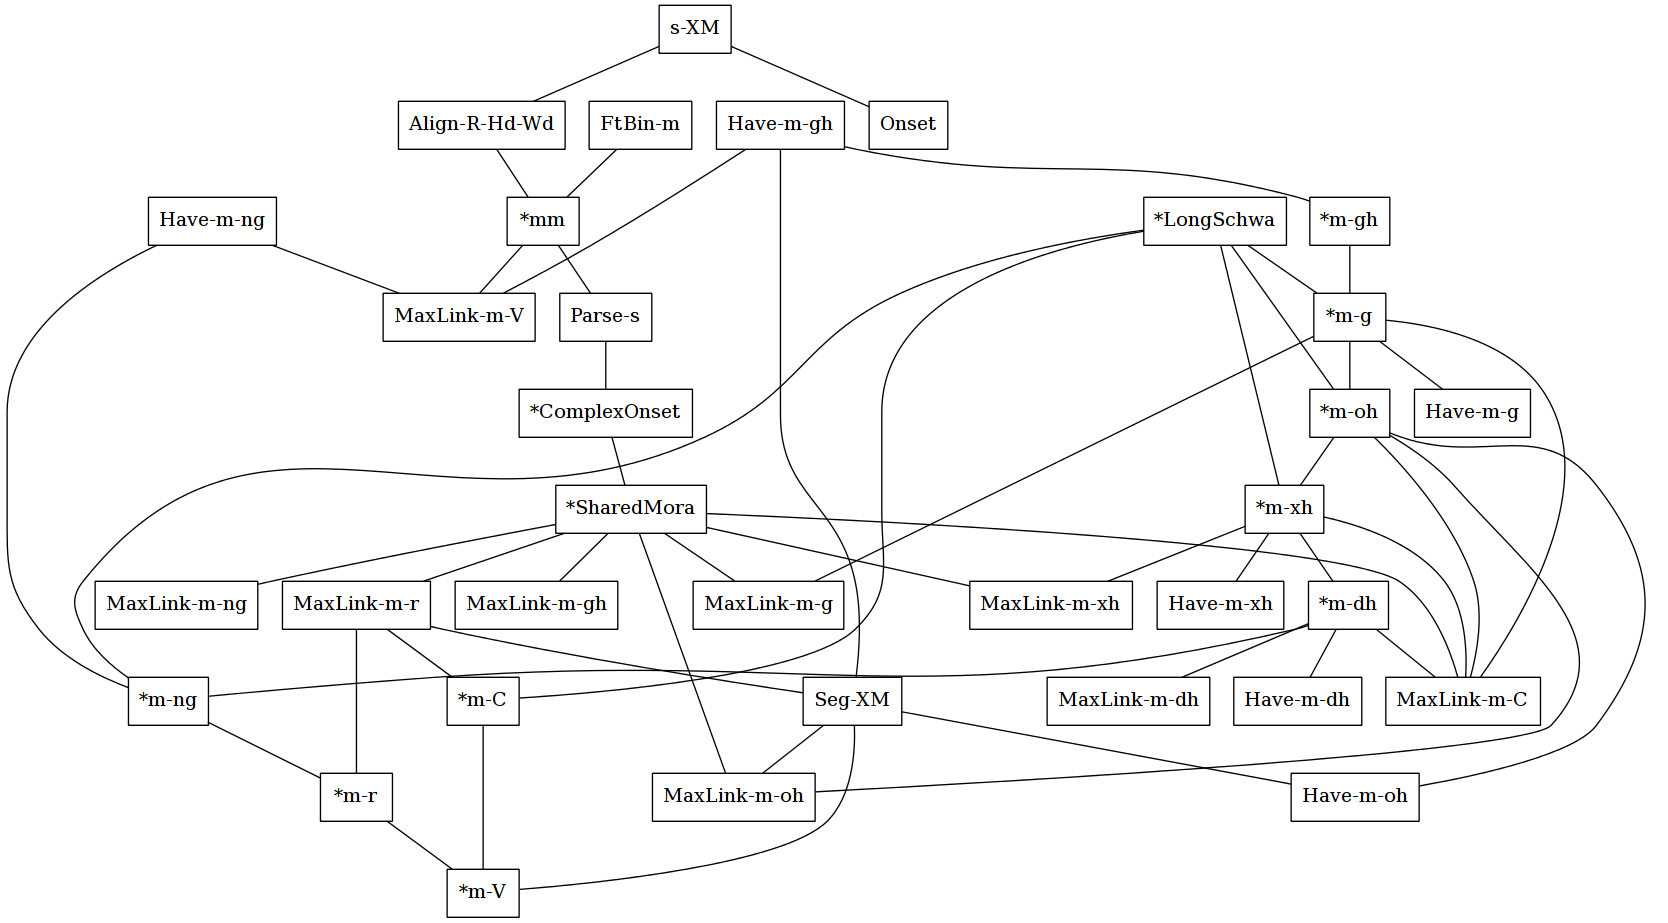 s-XM
Align-R-Hd-Wd
FtBin-m
Have-m-gh
Onset
Have-m-ng
*mm
*LongSchwa
*m-gh
MaxLink-m-V
Parse-s
*m-g
*ComplexOnset
*m-oh
Have-m-g
*SharedMora
*m-xh
MaxLink-m-ng
MaxLink-m-r
MaxLink-m-gh
MaxLink-m-g
MaxLink-m-xh
Have-m-xh
*m-dh
*m-ng
*m-C
Seg-XM
MaxLink-m-dh
Have-m-dh
MaxLink-m-C
*m-r
MaxLink-m-oh
Have-m-oh
*m-V